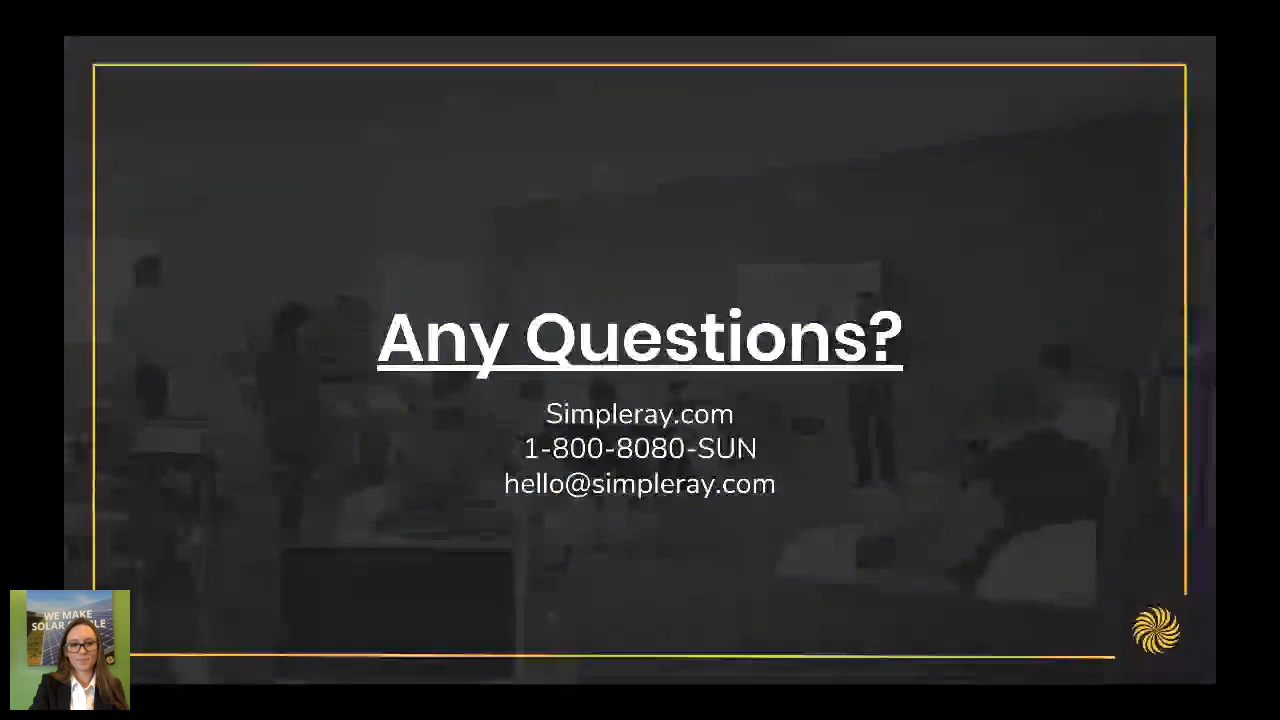 Any Questions?
Simpleray.com
1-800-8080-SUN
hello@simpleray.com
WE MAKE
SOLAR